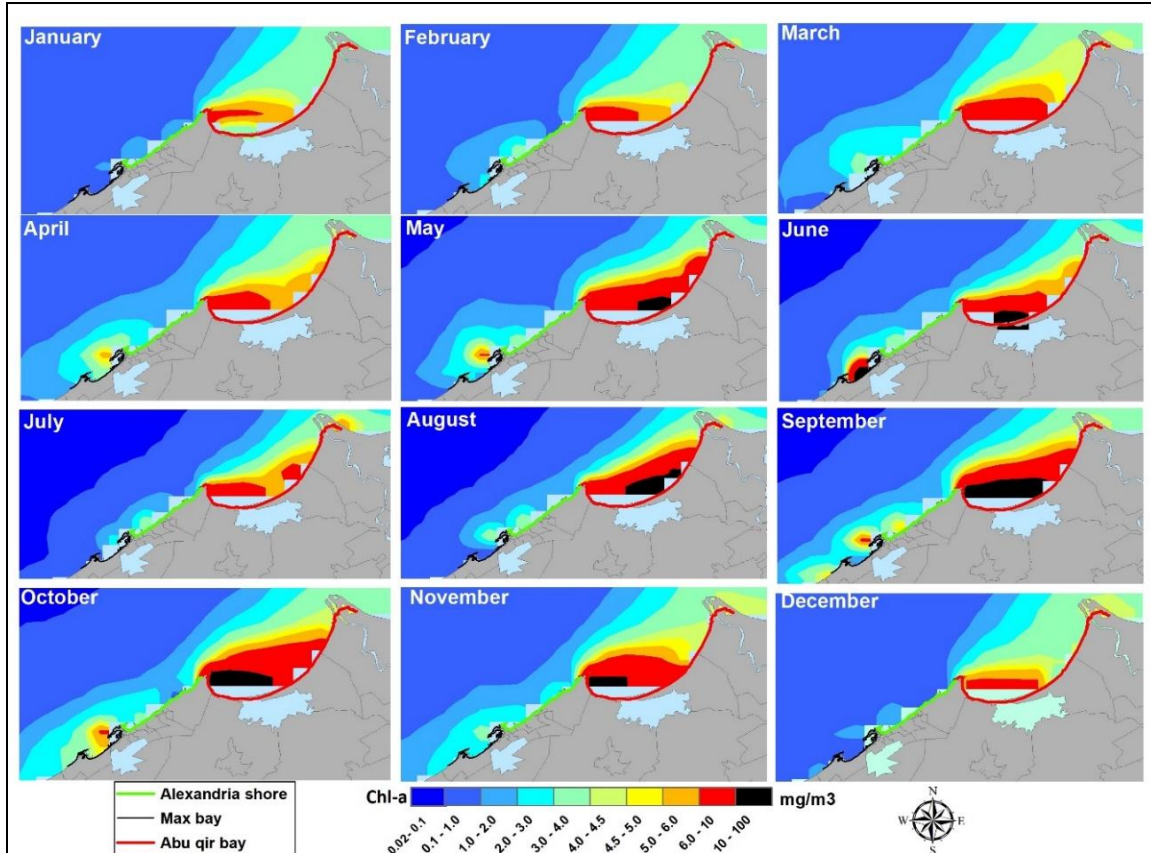 January
February
March
April
May
June
July
August
September
October
November
December
Alexandria shore
Max bay
Abu qir bay
Chl-a
mg/m3
0.02 - 0.1
0.1 - 1.0
1.0 - 2.0
2.0 - 3.0
3.0 - 4.0
4.0 - 4.5
4.5 - 5.0
5.0 - 6.0
6.0 - 10
10 - 100
N
W
E
S